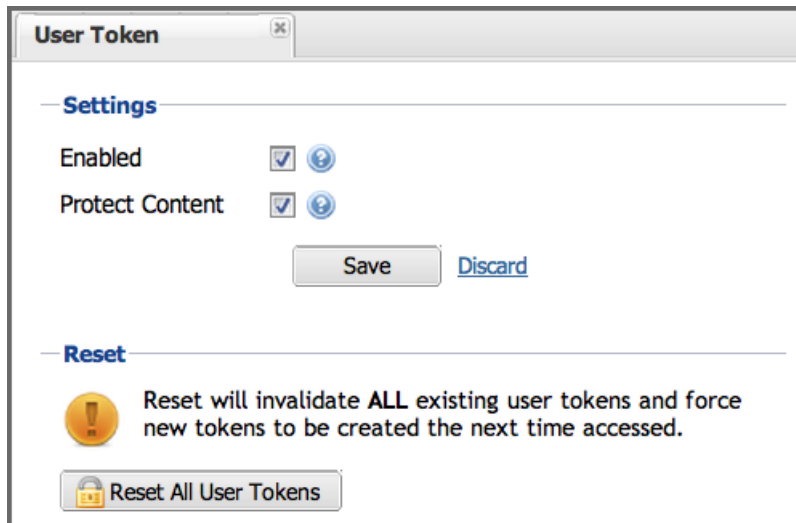 User Token
Settings
Enabled
Protect Content
Save Discard
Reset
Reset will invalidate ALL existing user tokens and force
new tokens to be created the next time accessed.
Reset All User Tokens